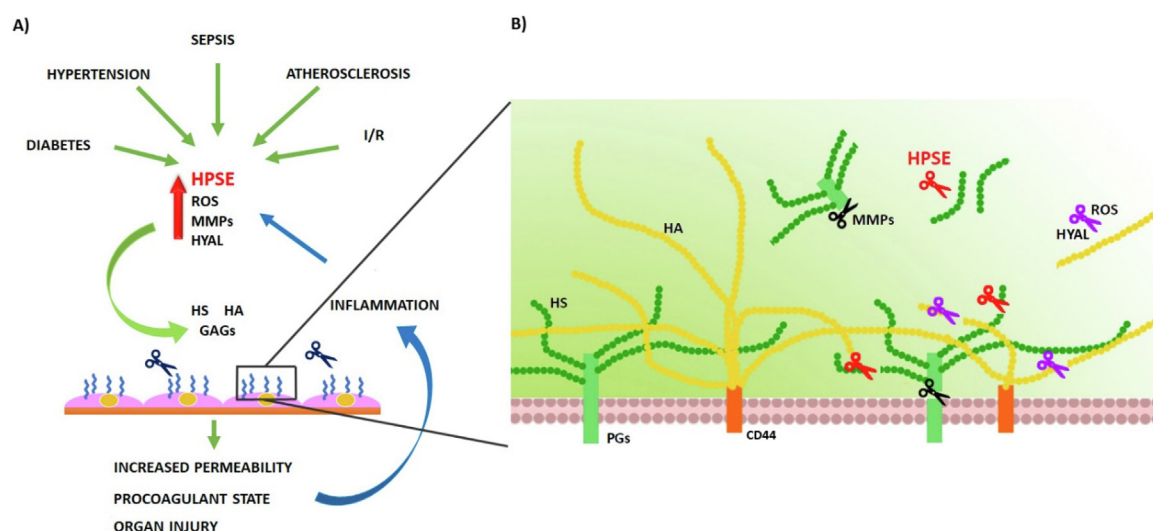 A)
SEPSIS
HYPERTENSION
ATHEROSCLEROSIS
DIABETES
I/R
HPSE
ROS
MMPs
HYAL
HS HA
GAGs
INFLAMMATION
INCREASED PERMEABILITY
PROCOAGULANT STATE
ORGAN INJURY
B)
HPSE
MMPs
ROS
HYAL
HA
HS
PGs
CD44